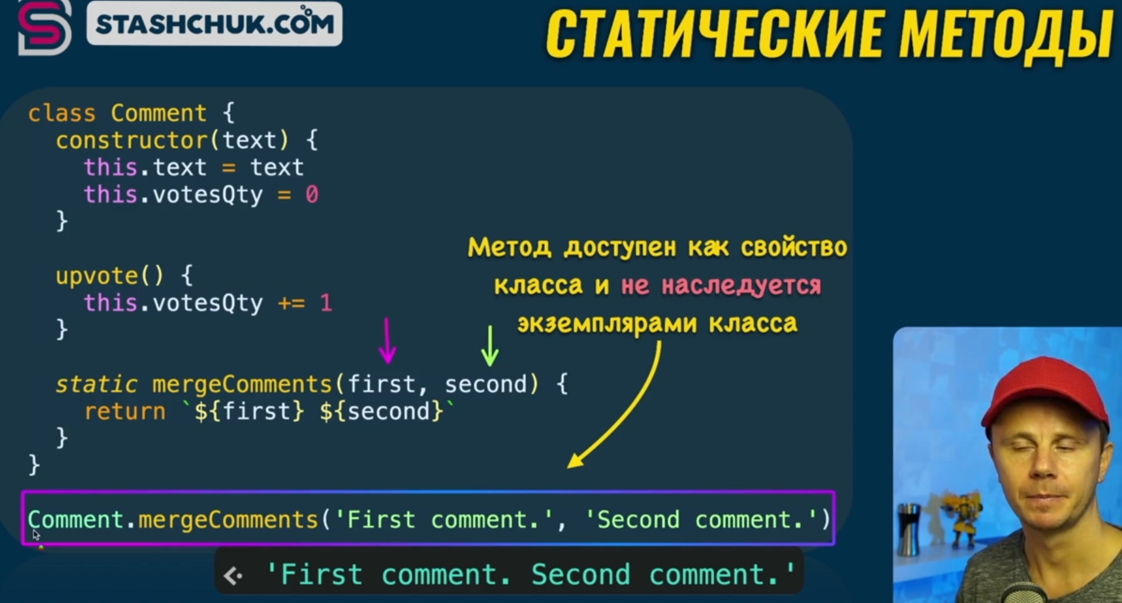 STASHCHUK.COM
СТАТИЧЕСКИЕ МЕТОДЫ
class Comment {
constructor(text) {
this.text = text
this.votesQty = 0
}
upvote() {
this.votesQty += 1
}
static mergeComments(first, second) {
return `${first} ${second}`
}
}
Метод доступен как свойство
класса и не наследуется
экземплярами класса
Comment.mergeComments('First comment.', 'Second comment.')
'First comment. Second comment.'